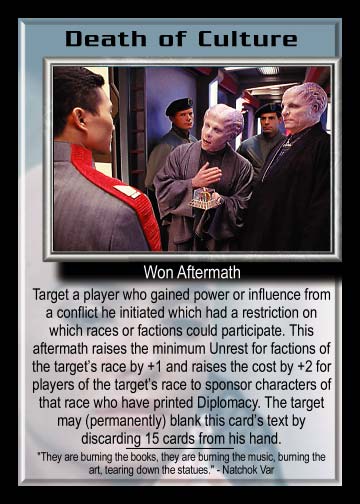 Death of Culture
Won Aftermath
Target a player who gained power or influence from
a conflict he initiated which had a restriction on
which races or factions could participate. This
aftermath raises the minimum Unrest for factions of
the target's race by +1 and raises the cost by +2 for
players of the target's race to sponsor characters of
that race who have printed Diplomacy. The target
may (permanently) blank this card's text by
discarding 15 cards from his hand.
"They are burning the books, they are burning the music, burning the
art, tearing down the statues." - Natchok Var